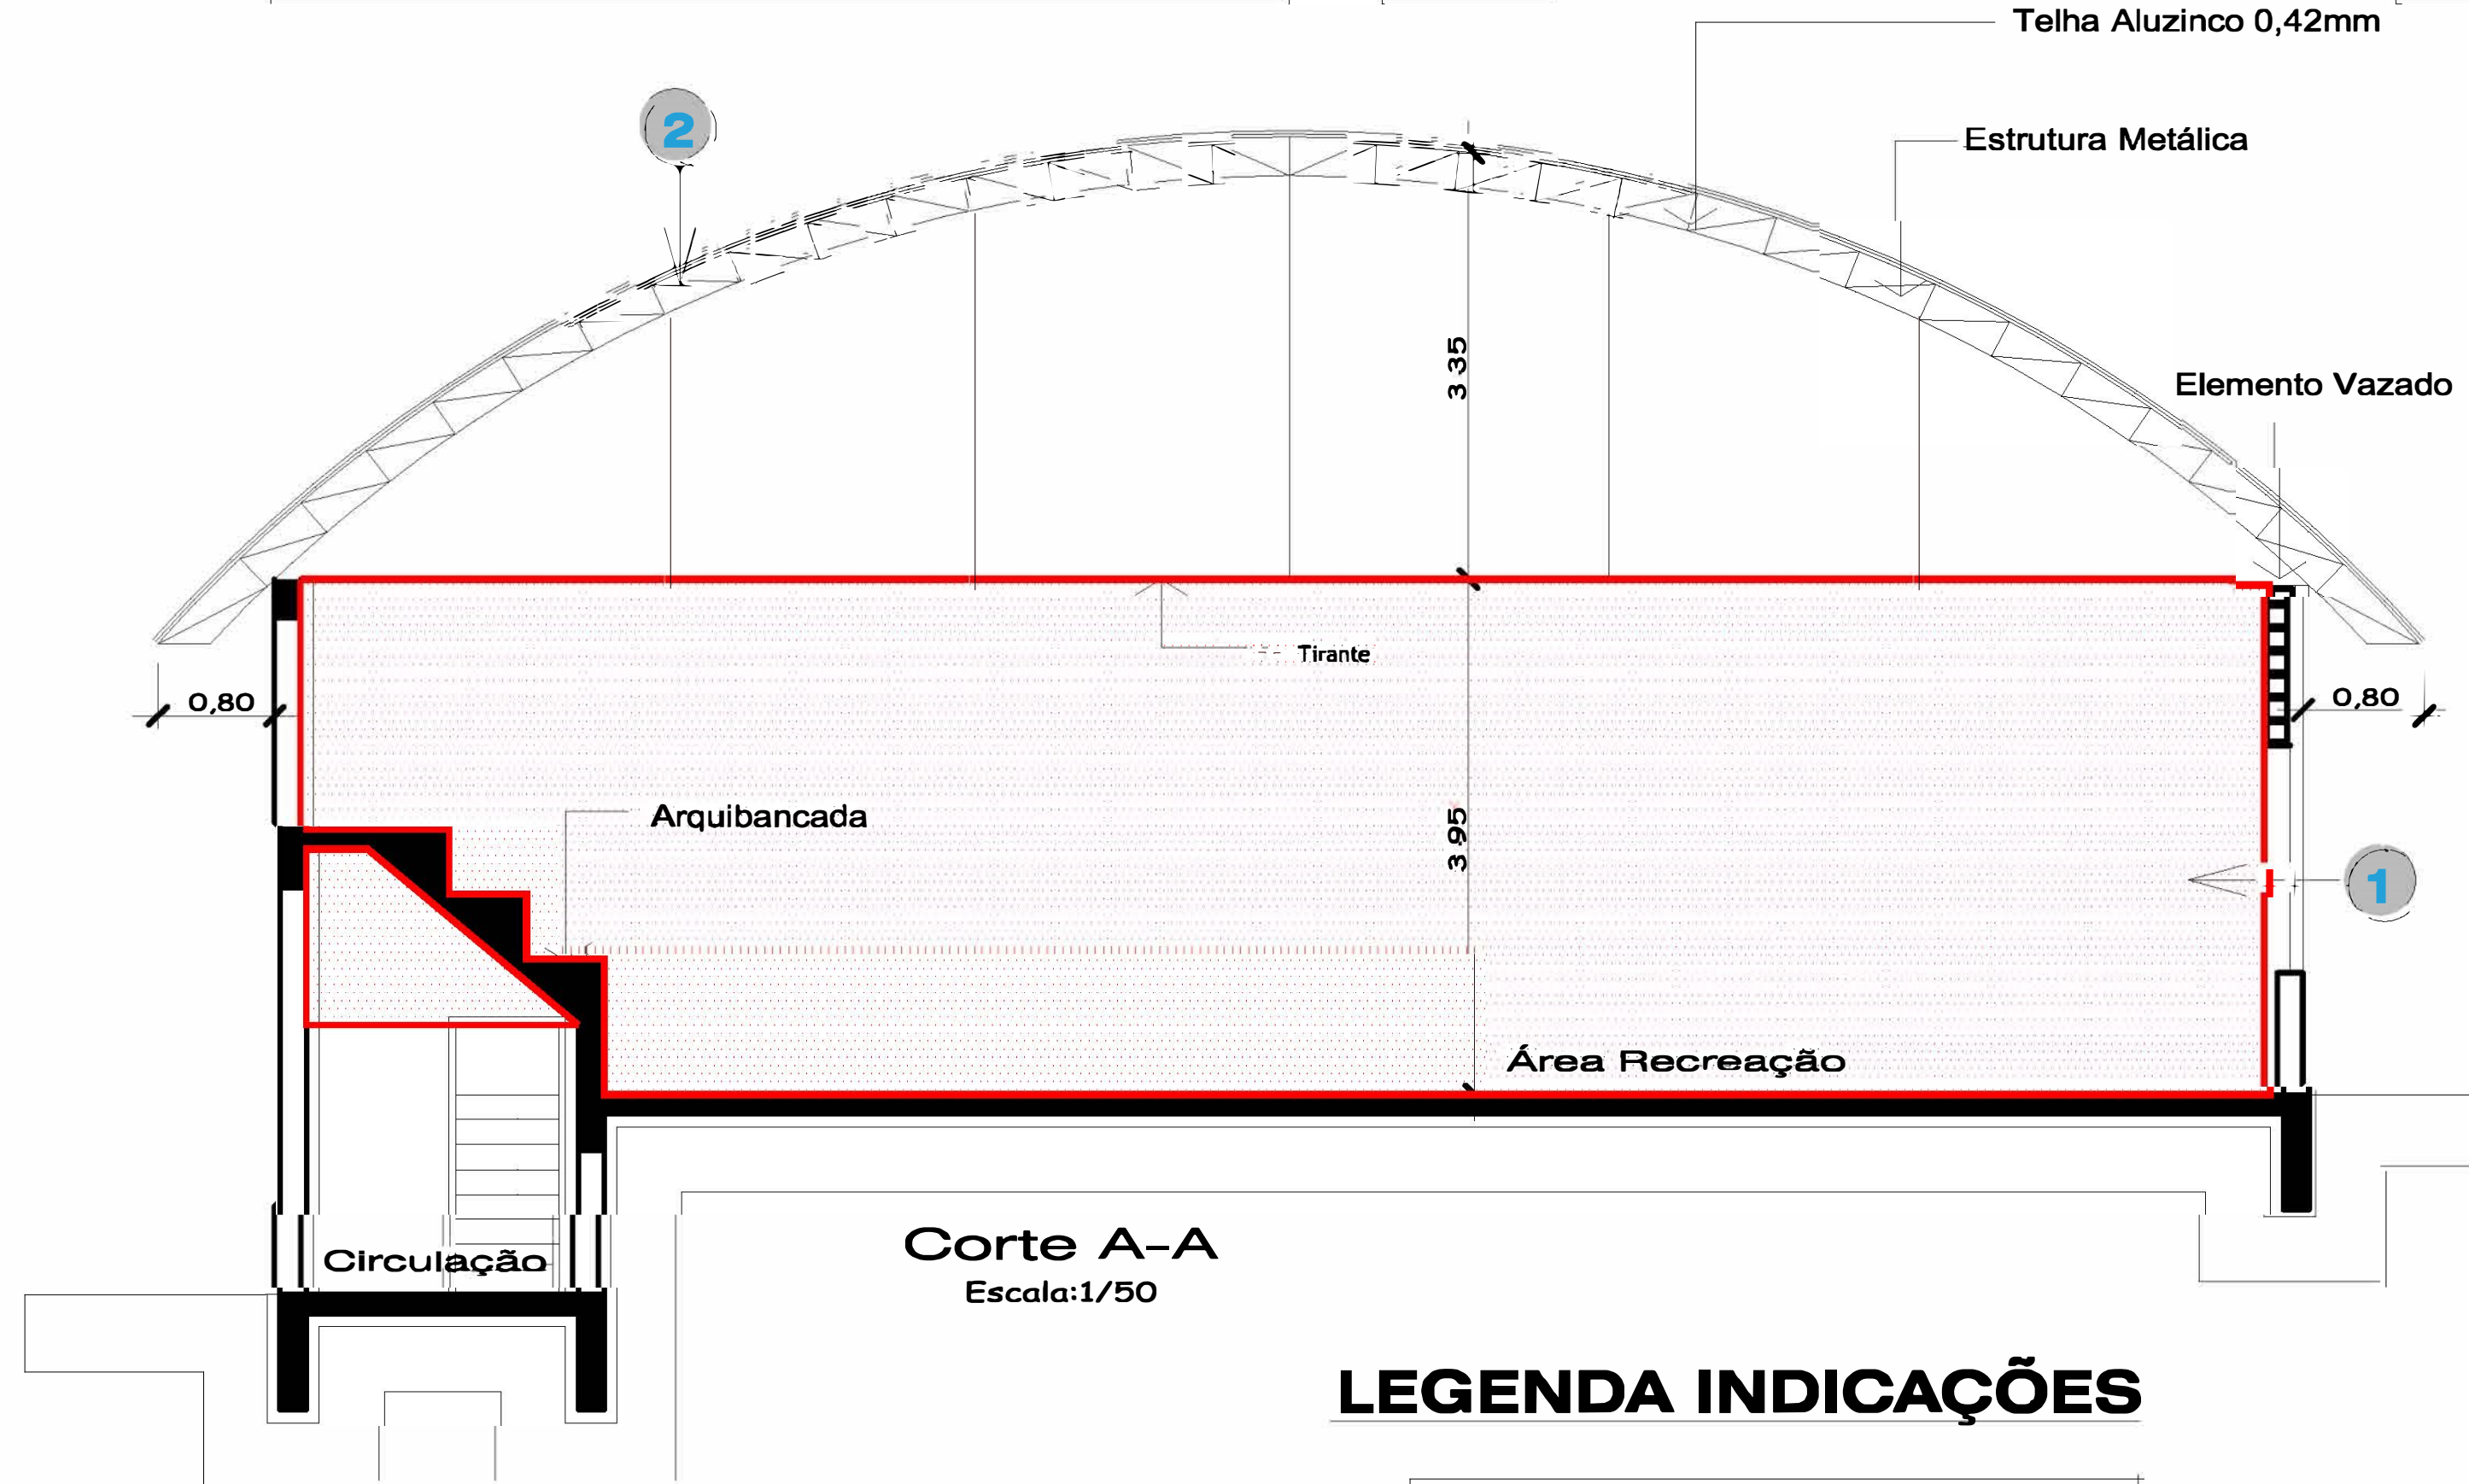 Telha Aluzinco 0,42mm
2
Estrutura Metálica
3 35
Elemento Vazado
Tirante
0,80
0,80
Arquibancada
3.95
1
Área Recreação
Corte A-A
Circulação
Escala:1/50
LEGENDA INDICAÇÕES